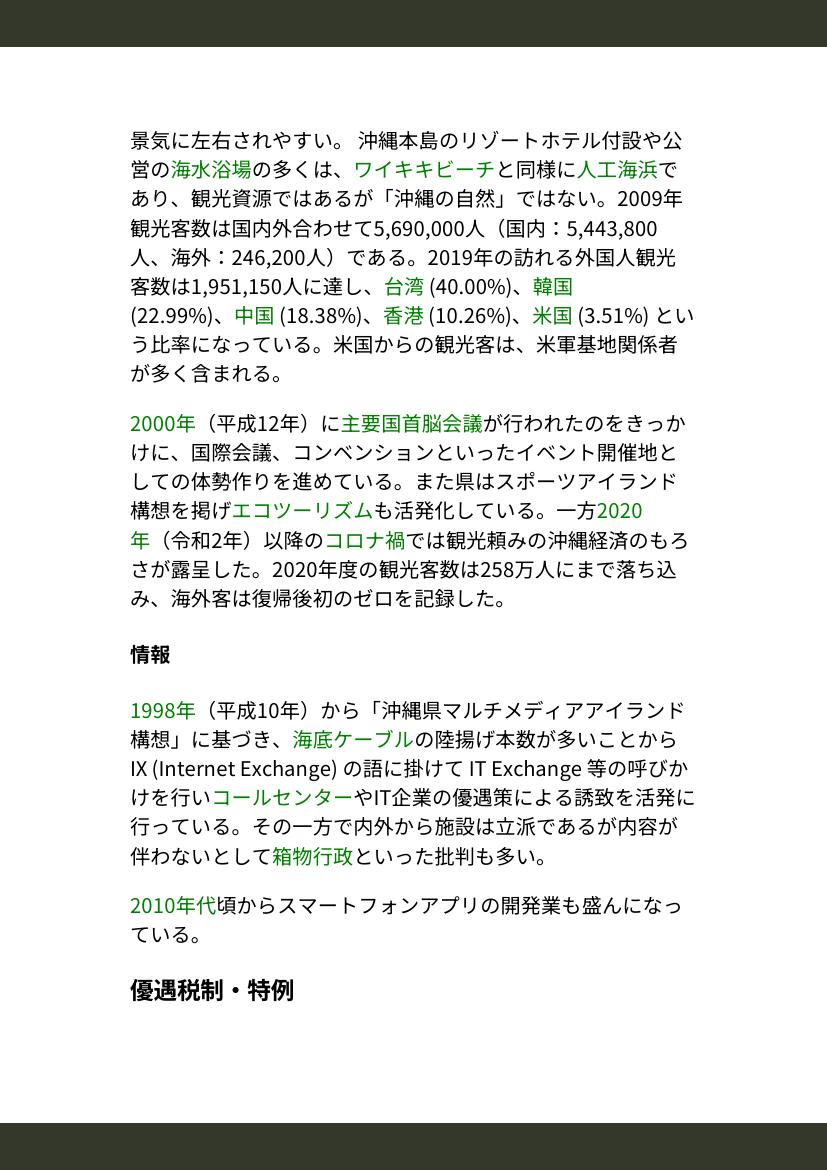 景気に左右されやすい。 沖縄本島のリゾートホテル付設や公
営の海水浴場の多くは、ワイキキビーチと同様に人工海浜で
あり、観光資源ではあるが「沖縄の自然」ではない。2009年
観光客数は国内外合わせて5,690,000人（国内：5,443,800
人、海外：246,200人）である。2019年の訪れる外国人観光
客数は1,951,150人に達し、台湾 (40.00%)、韓国
(22.99%)、中国 (18.38%)、香港 (10.26%)、米国 (3.51%) とい
う比率になっている。米国からの観光客は、米軍基地関係者
が多く含まれる。
2000年（平成12年）に主要国首脳会議が行われたのをきっか
けに、国際会議、コンベンションといったイベント開催地と
しての体勢作りを進めている。また県はスポーツアイランド
構想を掲げエコツーリズムも活発化している。一方2020
年（令和2年）以降のコロナ禍では観光頼みの沖縄経済のもろ
さが露呈した。2020年度の観光客数は258万人にまで落ち込
み、海外客は復帰後初のゼロを記録した。
情報
1998年（平成10年）から「沖縄県マルチメディアアイランド
構想」に基づき、海底ケーブルの陸揚げ本数が多いことから
IX (Internet Exchange) の語に掛けて IT Exchange 等の呼びか
けを行いコールセンターやIT企業の優遇策による誘致を活発に
行っている。その一方で内外から施設は立派であるが内容が
伴わないとして箱物行政といった批判も多い。
2010年代頃からスマートフォンアプリの開発業も盛んになっ
ている。
優遇税制・特例